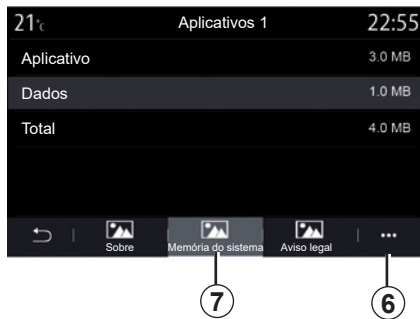 21°c Aplicativos 1 22:55
Aplicativo 3.0 MB
Dados 1.0 MB
Total 4.0 MB
Sobre Memória do sistema Aviso legal ...
7 6